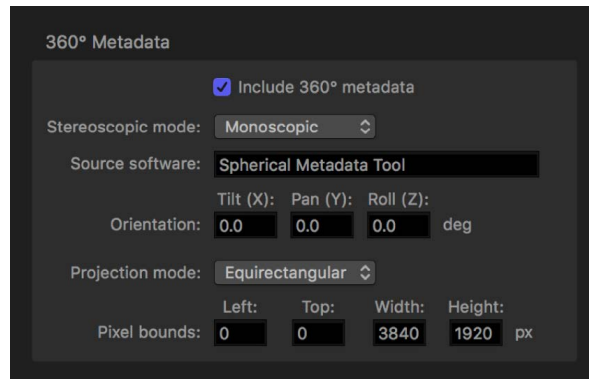 360° Metadata
Include 360° metadata
Stereoscopic mode: Monoscopic
Source software: Spherical Metadata Tool
Tilt (X): Pan (Y): Roll (Z):
Orientation: 0.0 0.0 0.0 deg
Projection mode: Equirectangular
Left: Top: Width: Height:
Pixel bounds: 0 0 3840 1920 px